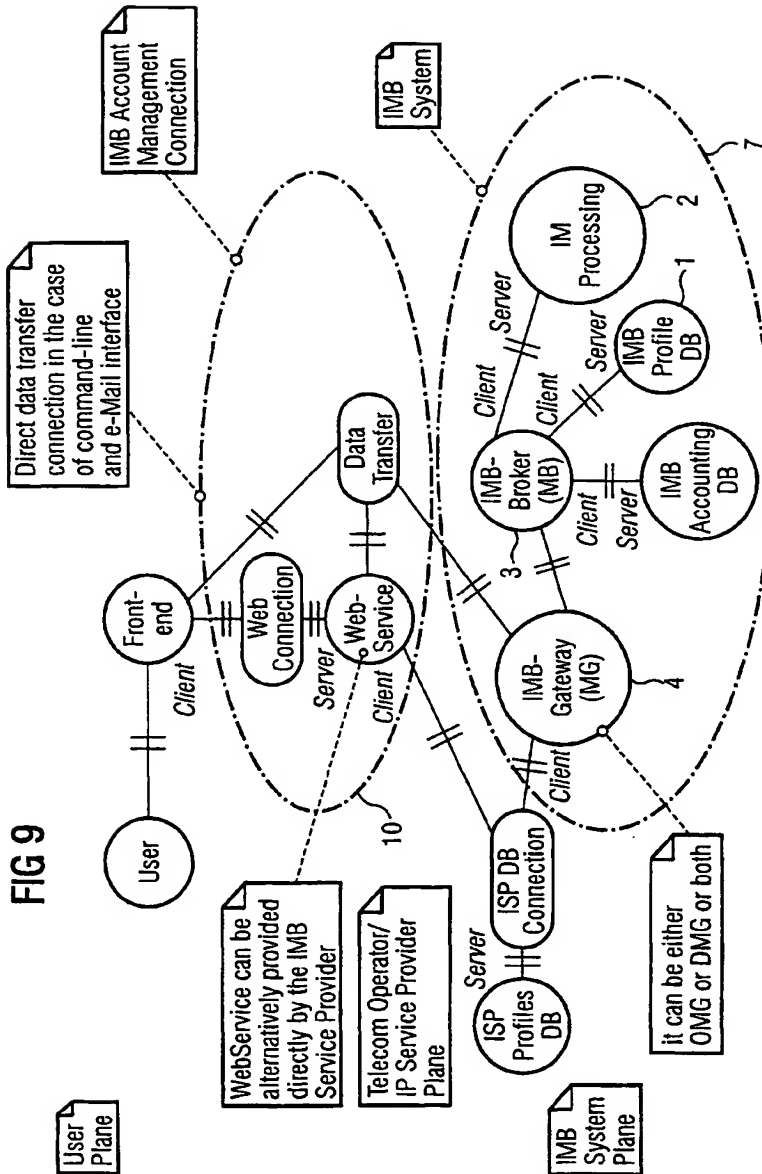 FIG 9
User
Plane
User
Front-
end
Client
Direct data transfer
connection in the case
of command-line
and e-Mail interface
IMB Account
Management
Connection
Web
Connection
Data
Transfer
Server
Web-
Service
Client
10
WebService can be
alternatively provided
directly by the IMB
Service Provider
Telecom Operator/
IP Service Provider
Plane
Server
ISP
Profiles
DB
ISP DB
Connection
Client
IMB
System
IMB-
Gateway
(MG)
4
IMB-
Broker
(MB)
3
Client
Server
IM
Processing
2
Client
Server
IMB
Profile
DB
1
Client
Server
IMB
Accounting
DB
7
it can be either
OMG or DMG or both
IMB
System
Plane